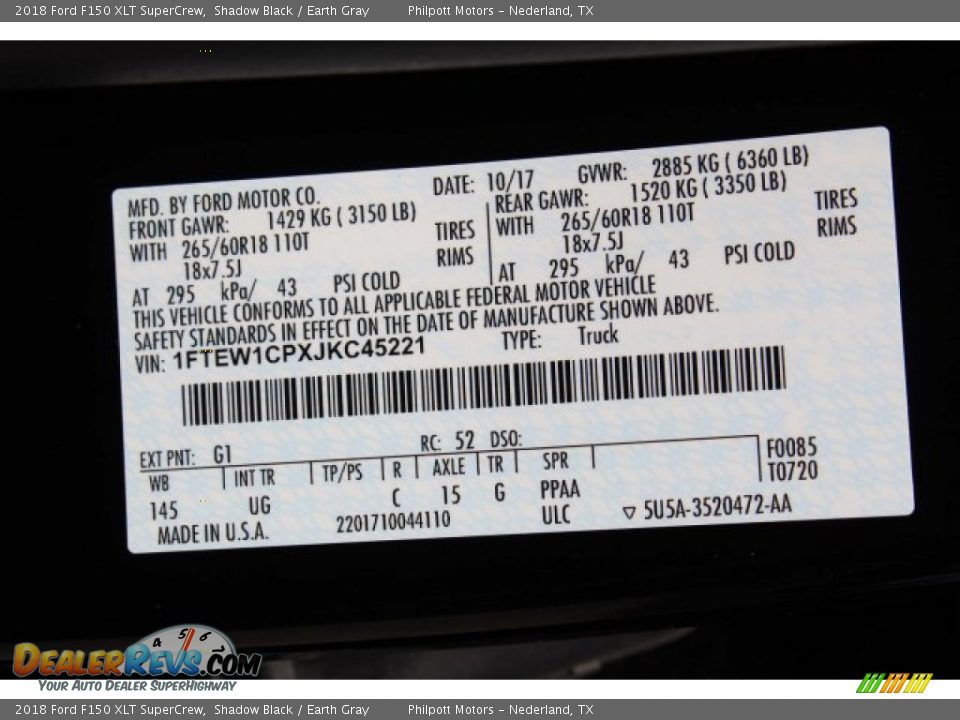 2018 Ford F150 XLT SuperCrew, Shadow Black / Earth Gray Philpott Motors - Nederland, TX
MFD. BY FORD MOTOR CO. DATE: 10/17 GVWR: 2885 KG ( 6360 LB)
FRONT GAWR: 1429 KG ( 3150 LB) REAR GAWR: 1520 KG ( 3350 LB)
WITH 265/60R18 110T TIRES WITH 265/60R18 110T TIRES
18x7.5J RIMS 18x7.5J RIMS
AT 295 kPa/ 43 PSI COLD AT 295 kPa/ 43 PSI COLD
THIS VEHICLE CONFORMS TO ALL APPLICABLE FEDERAL MOTOR VEHICLE
SAFETY STANDARDS IN EFFECT ON THE DATE OF MANUFACTURE SHOWN ABOVE.
VIN: 1FTEW1CPXJKC45221 TYPE: Truck
EXT PNT: G1 RC: 52 DSO: F0085
WB INT TR TP/PS R AXLE TR SPR T0720
145 UG C 15 G PPAA
MADE IN U.S.A. 2201710044110 ULC ▽ 5U5A-3520472-AA
4 5 6
DEALERREVS.COM
YOUR AUTO DEALER SUPERHIGHWAY
2018 Ford F150 XLT SuperCrew, Shadow Black / Earth Gray Philpott Motors - Nederland, TX